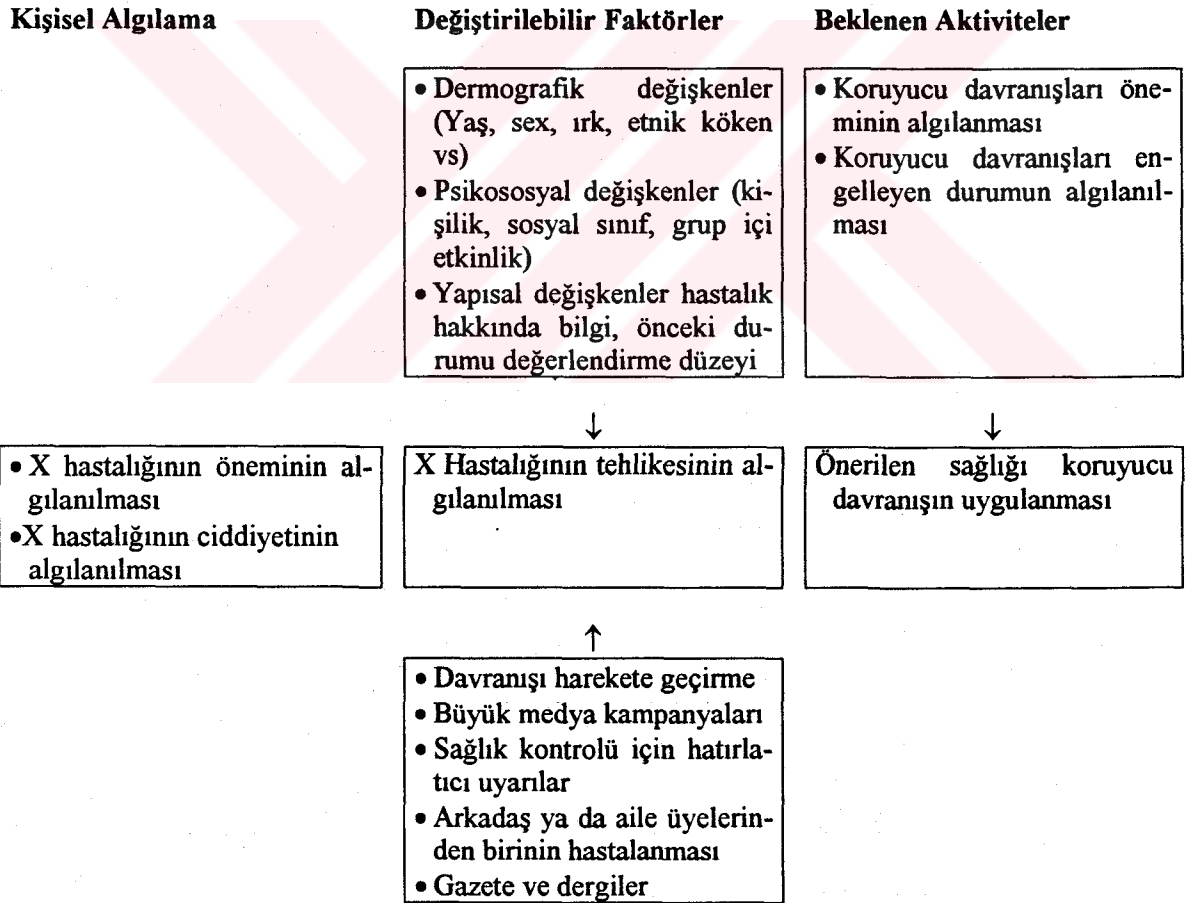 Kişisel Algılama
Değiştirilebilir Faktörler
Beklenen Aktiviteler
• Dermografik değişkenler
(Yaş, sex, ırk, etnik köken
vs)
• Psikososyal değişkenler (ki-
şilik, sosyal sınıf, grup içi
etkinlik)
• Yapısal değişkenler hastalık
hakkında bilgi, önceki du-
rumu değerlendirme düzeyi
• Koruyucu davranışları öne-
minin algılanması
• Koruyucu davranışları en-
gelleyen durumun algılanıl-
ması
↓
↓
• X hastalığının öneminin al-
gılanılması
•X hastalığının ciddiyetinin
algılanılması
X Hastalığının tehlikesinin al-
gılanılması
Önerilen sağlığı koruyucu
davranışın uygulanması
↑
• Davranışı harekete geçirme
• Büyük medya kampanyaları
• Sağlık kontrolü için hatırla-
tıcı uyarılar
• Arkadaş ya da aile üyelerin-
den birinin hastalanması
• Gazete ve dergiler